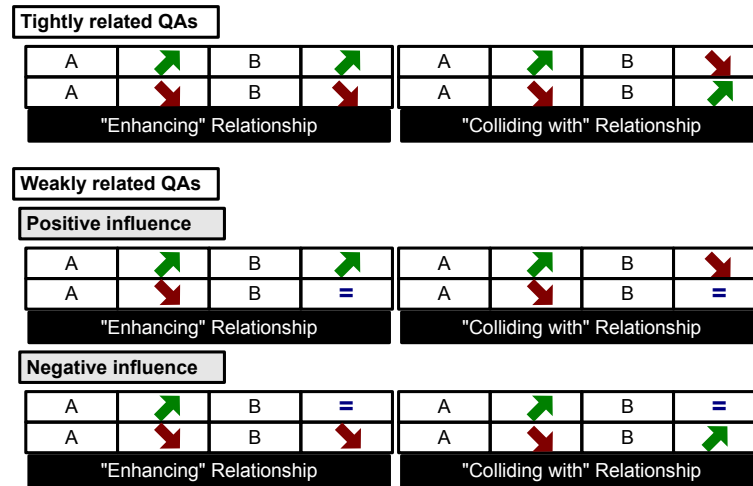 Tightly related QAs
A B A B
A B A B
"Enhancing" Relationship "Colliding with" Relationship
Weakly related QAs
Positive influence
A B A B
A B = A B =
"Enhancing" Relationship "Colliding with" Relationship
Negative influence
A B = A B =
A B A B
"Enhancing" Relationship "Colliding with" Relationship